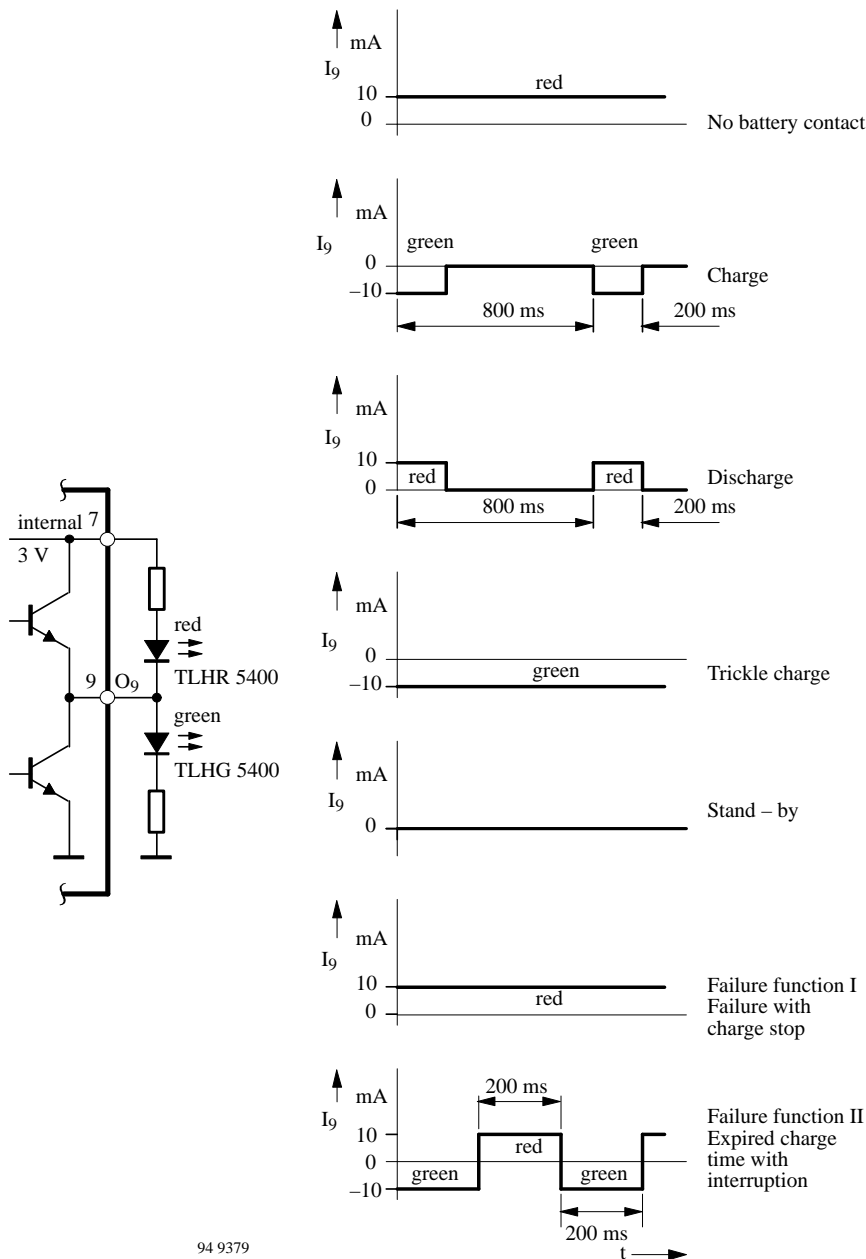 mA
I9
10
red
0
No battery contact
mA
I9
green
green
0
Charge
–10
800 ms
200 ms
mA
I9
10
red
red
Discharge
0
800 ms
200 ms
internal
7
3 V
red
TLHR 5400
9
O9
green
TLHG 5400
mA
I9
0
green
–10
Trickle charge
mA
I9
Stand – by
0
mA
I9
10
red
0
Failure function I
Failure with
charge stop
mA
200 ms
I9
10
red
0
green
green
–10
Failure function II
Expired charge
time with
interruption
200 ms
94 9379
t